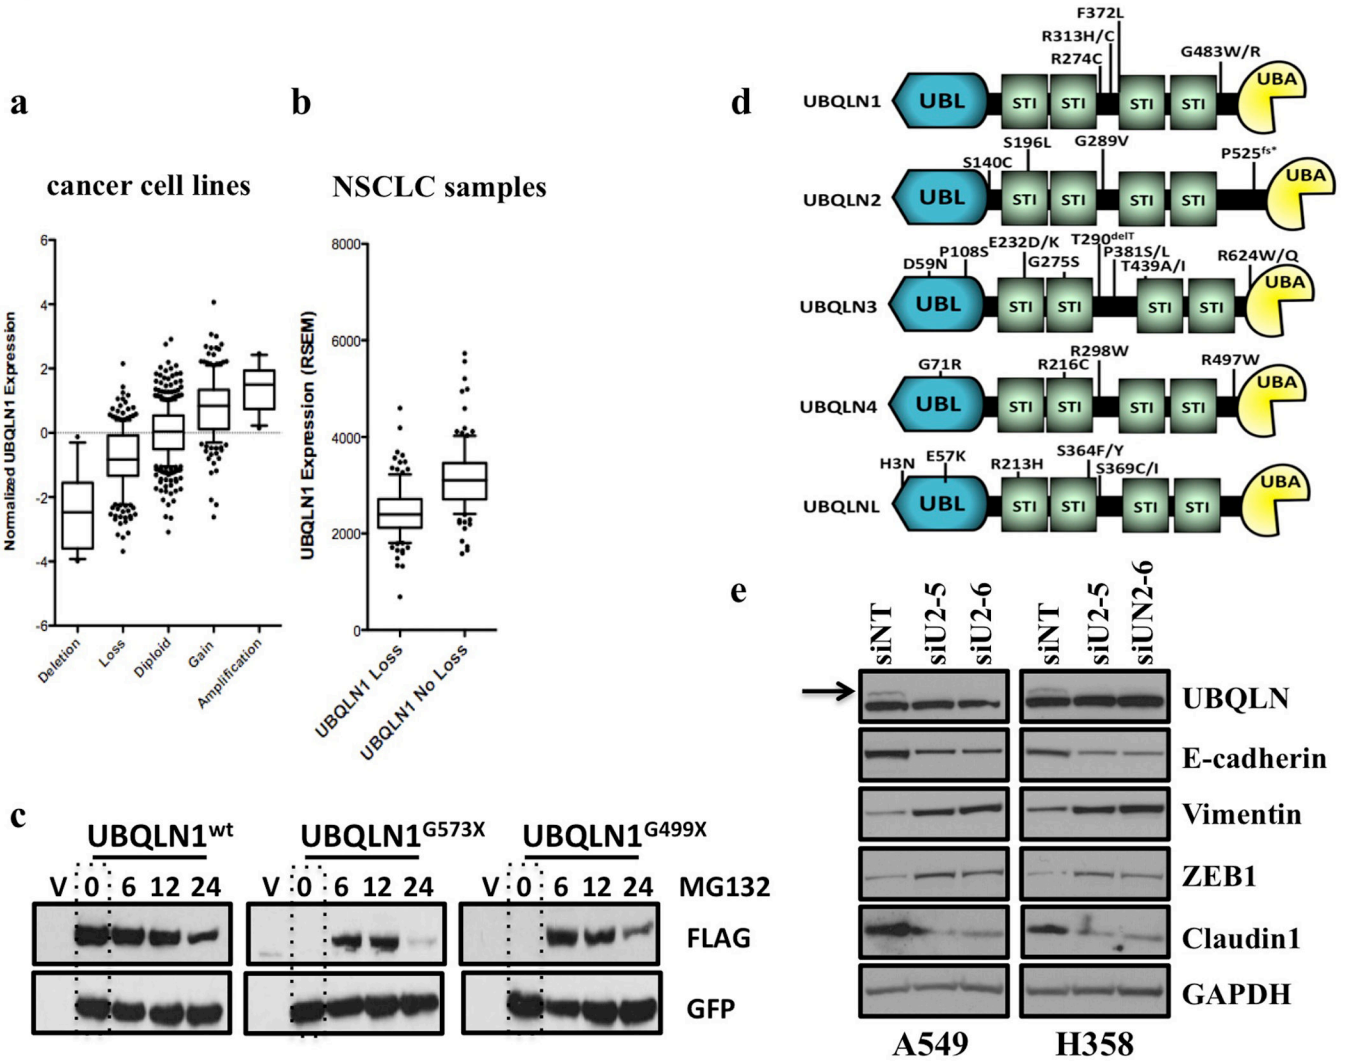 a
cancer cell lines
Normalized UBQLN1 Expression
6
4
2
0
-2
-4
-6
Deletion
Loss
Diploid
Gain
Amplification
b
NSCLC samples
UBQLN1 Expression (RSEM)
8000
6000
4000
2000
0
UBQLN1 Loss
UBQLN1 No Loss
c
UBQLN1wt UBQLN1G573X UBQLN1G499X
V 0 6 12 24 V 0 6 12 24 V 0 6 12 24 MG132
FLAG
GFP
d
F372L
R313H/C
R274C
G483W/R
UBQLN1 UBL STI STI STI STI UBA
S196L G289V
S140C P525fs*
UBQLN2 UBL STI STI STI STI UBA
E232D/K T290delT
D59N P108S G275S P381S/L T439A/I R624W/Q
UBQLN3 UBL STI STI STI STI UBA
R298W
G71R R216C R497W
UBQLN4 UBL STI STI STI STI UBA
S364F/Y
H3N E57K R213H S369C/I
UBQLNL UBL STI STI STI STI UBA
e
siNT siU2-5 siU2-6 siNT siU2-5 siUN2-6
UBQLN
E-cadherin
Vimentin
ZEB1
Claudin1
GAPDH
A549 H358